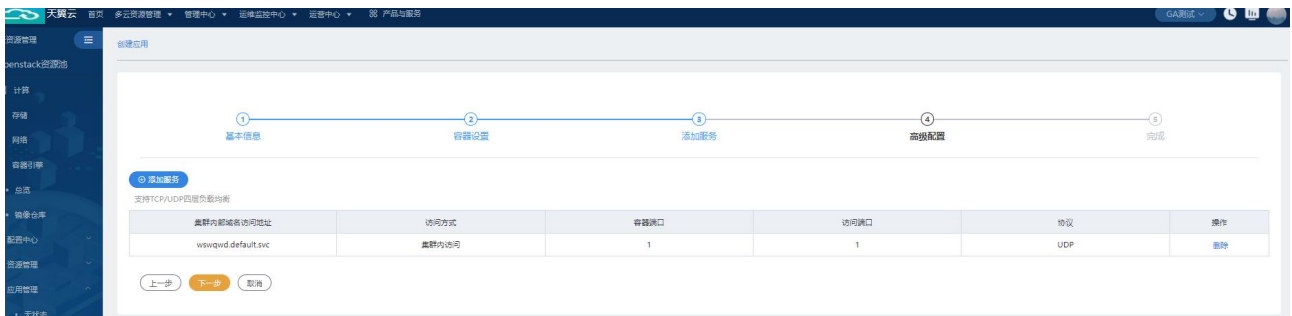 天翼云 首页 多云资源管理 管理中心 运维监控中心 运营中心 产品与服务 GA测试
资源管理
创建应用
openstack资源池
计算
存储
网络
容器引擎
总览
镜像仓库
配置中心
资源管理
应用管理
无状态
1 2 3 4 5
基本信息 容器设置 添加服务 高级配置 完成
添加服务
支持TCP/UDP四层负载均衡
集群内部域名访问地址 访问方式 容器端口 访问端口 协议 操作
wswqwd.default.svc 集群内访问 1 1 UDP 删除
上一步 下一步 取消